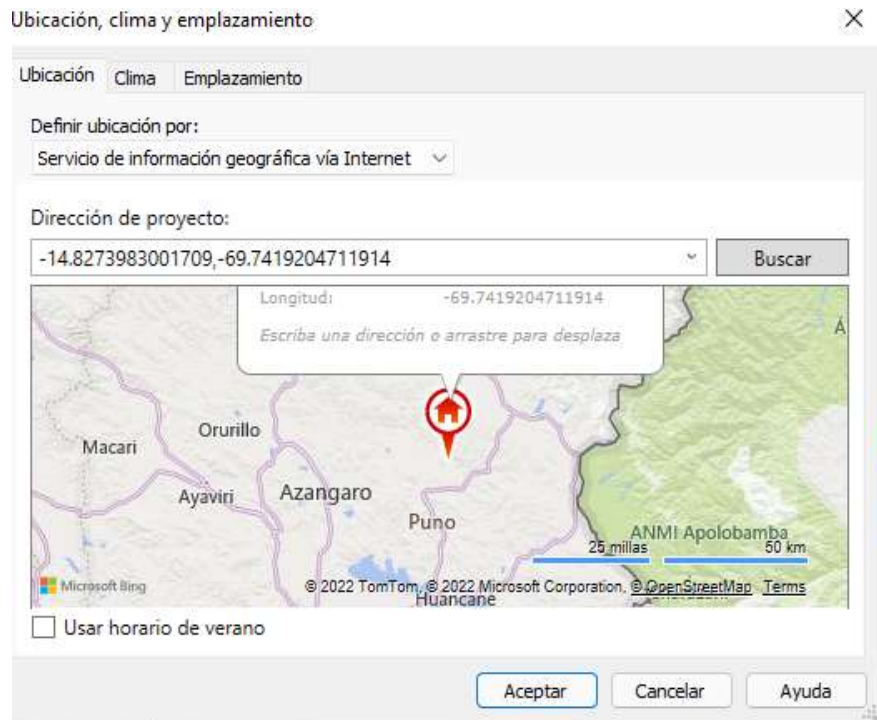 Ubicación, clima y emplazamiento
Ubicación Clima Emplazamiento
Definir ubicación por:
Servicio de información geográfica vía Internet
Dirección de proyecto:
-14.8273983001709,-69.7419204711914
Buscar
Longitud: -69.7419204711914
Escriba una dirección o arrastre para desplaza
Á
Orurillo
Macari
Ayaviri
Azangaro
Puno
ANMI Apolobamba
25 millas 50 km
Microsoft Bing
© 2022 TomTom, © 2022 Microsoft Corporation, © OpenStreetMap Terms
Huancane
Usar horario de verano
Aceptar Cancelar Ayuda